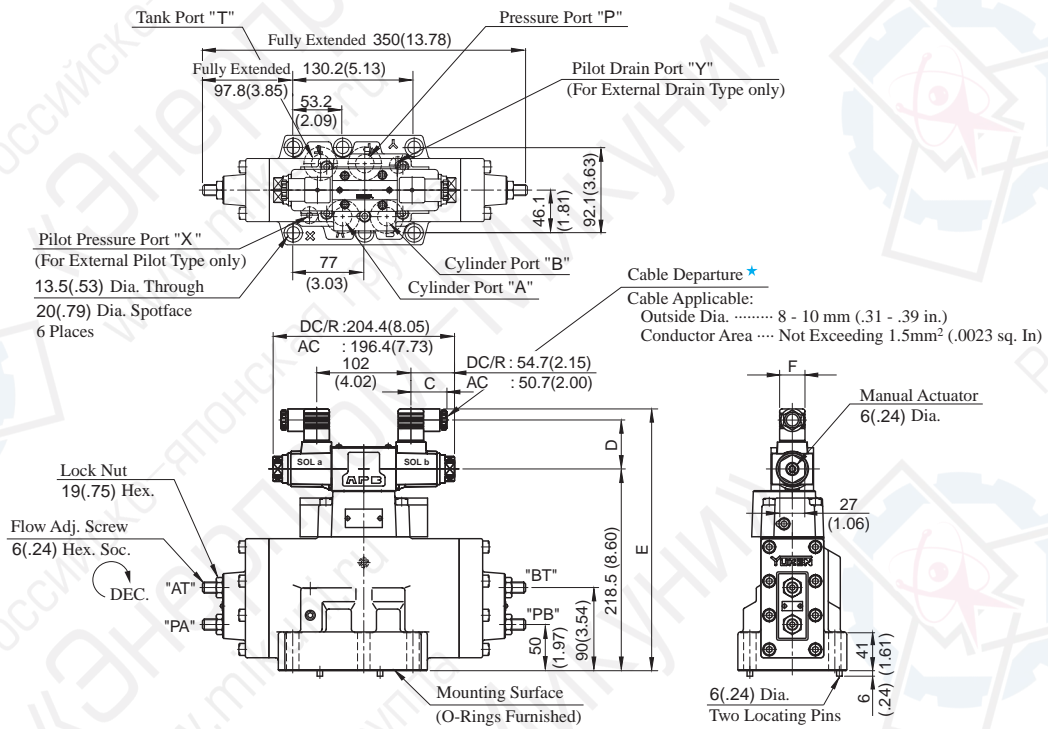 Tank Port "T"
Pressure Port "P"
Fully Extended 350(13.78)
Fully Extended
97.8(3.85)
130.2(5.13)
Pilot Drain Port "Y"
(For External Drain Type only)
53.2
(2.09)
46.1
(1.81)
92.1(3.63)
Pilot Pressure Port "X"
(For External Pilot Type only)
13.5(.53) Dia. Through
20(.79) Dia. Spotface
6 Places
77
(3.03)
Cylinder Port "B"
Cylinder Port "A"
Cable Departure ★
Cable Applicable:
Outside Dia. ········· 8 - 10 mm (.31 - .39 in.)
Conductor Area ···· Not Exceeding 1.5mm² (.0023 sq. In)
DC/R :204.4(8.05)
AC : 196.4(7.73)
102
(4.02)
DC/R : 54.7(2.15)
AC : 50.7(2.00)
C
F
Manual Actuator
6(.24) Dia.
D
E
SOL a
SOL b
Lock Nut
19(.75) Hex.
Flow Adj. Screw
6(.24) Hex. Soc.
DEC.
"AT"
"PA"
"BT"
"PB"
50
(1.97)
90(3.54)
218.5 (8.60)
27
(1.06)
YUKEN
41
(1.61)
6
(.24)
Mounting Surface
(O-Rings Furnished)
6(.24) Dia.
Two Locating Pins